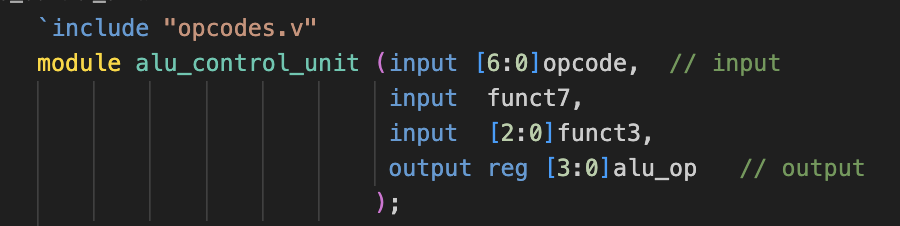 `include "opcodes.v"
module alu_control_unit (input [6:0]opcode,  // input
input  funct7,
input  [2:0]funct3,
output reg [3:0]alu_op   // output
);